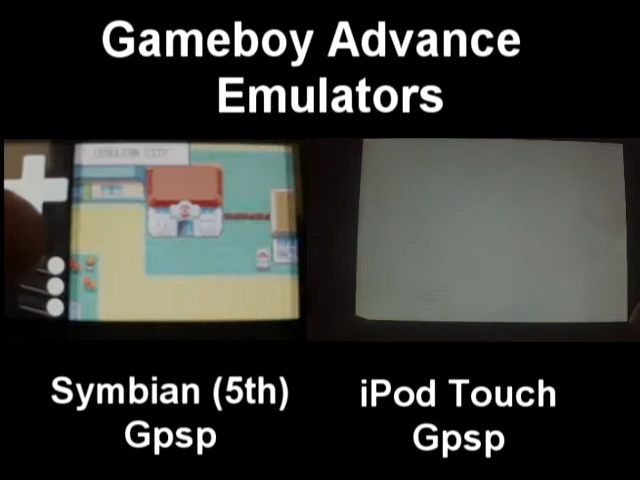 Gameboy Advance
Emulators
Symbian (5th)
Gpsp
iPod Touch
Gpsp